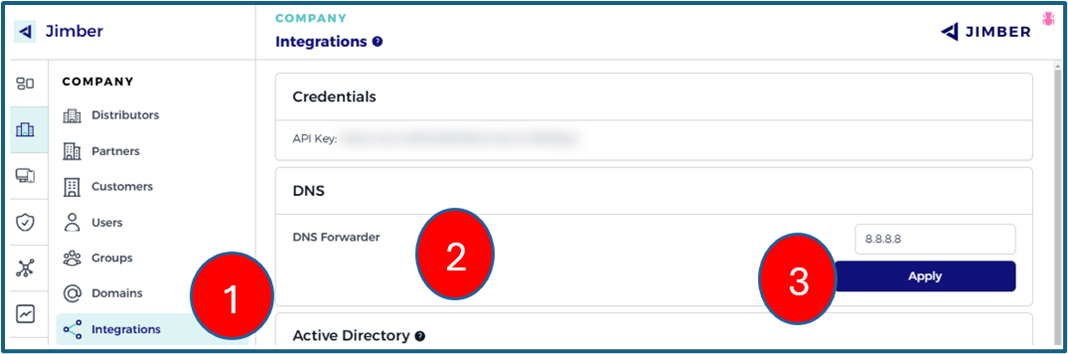 Jimber
COMPANY
Integrations ?
JIMBER
COMPANY
Distributors
Partners
Customers
Users
Groups
Domains
Integrations
1
Credentials
API Key:
DNS
DNS Forwarder
2
8.8.8.8
3
Apply
Active Directory ?